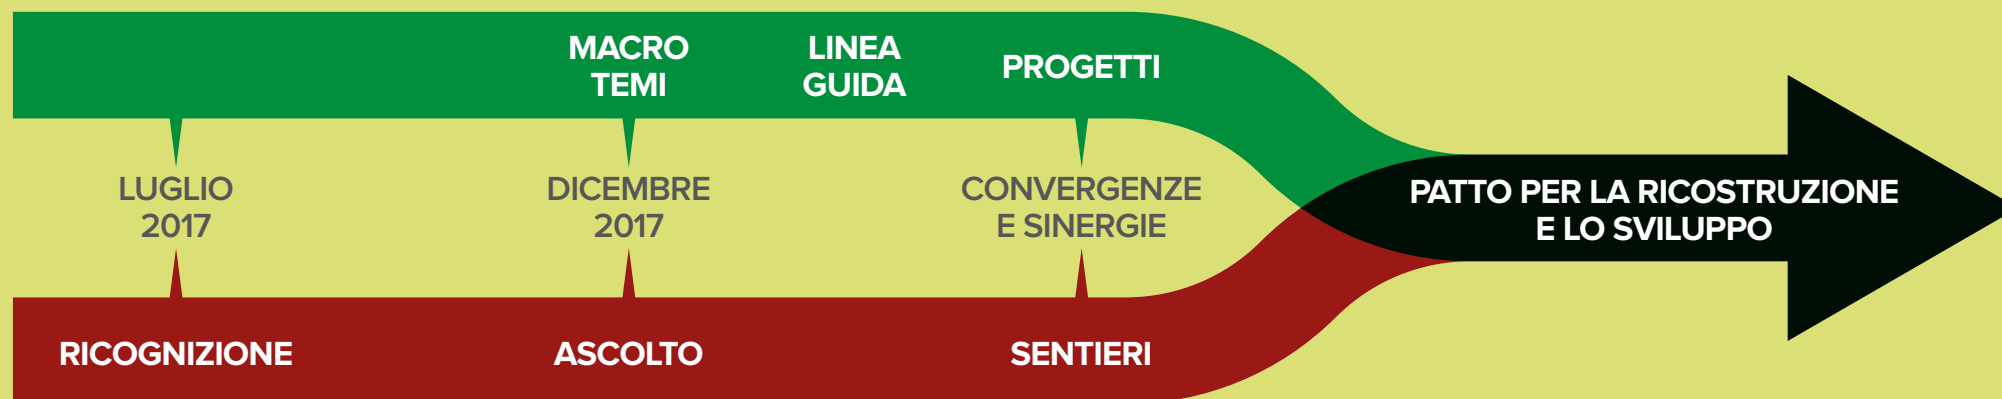 MACRO
TEMI
LINEA
GUIDA
PROGETTI
LUGLIO
2017
DICEMBRE
2017
CONVERGENZE
E SINERGIE
PATTO PER LA RICOSTRUZIONE
E LO SVILUPPO
RICOGNIZIONE
ASCOLTO
SENTIERI